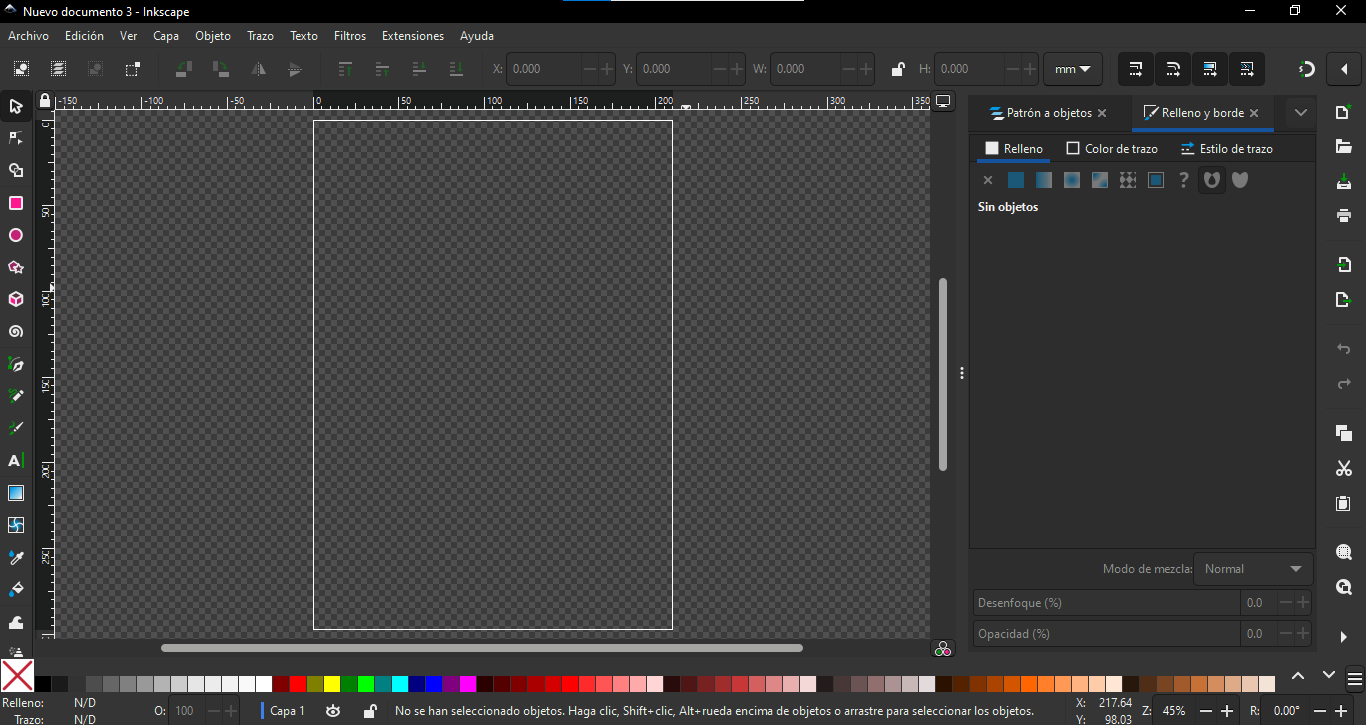 Nuevo documento 3 - Inkscape
Archivo Edición Ver Capa Objeto Trazo Texto Filtros Extensiones Ayuda
X: 0.000 Y: 0.000 W: 0.000 H: 0.000 mm
-150 -100 -50 0 50 100 150 200 250 300 350
0
50
100
150
200
250
Patrón a objetos Relleno y borde
Relleno Color de trazo Estilo de trazo
?
Sin objetos
A
Modo de mezcla: Normal
Desenfoque (%) 0.0
Opacidad (%) 0.0
Relleno: N/D
Trazo: N/D
O: 100
Capa 1
No se han seleccionado objetos. Haga clic, Shift+clic, Alt+rueda encima de objetos o arrastre para seleccionar los objetos.
X: 217.64
Y: 98.03
Z: 45%
R: 0.00°